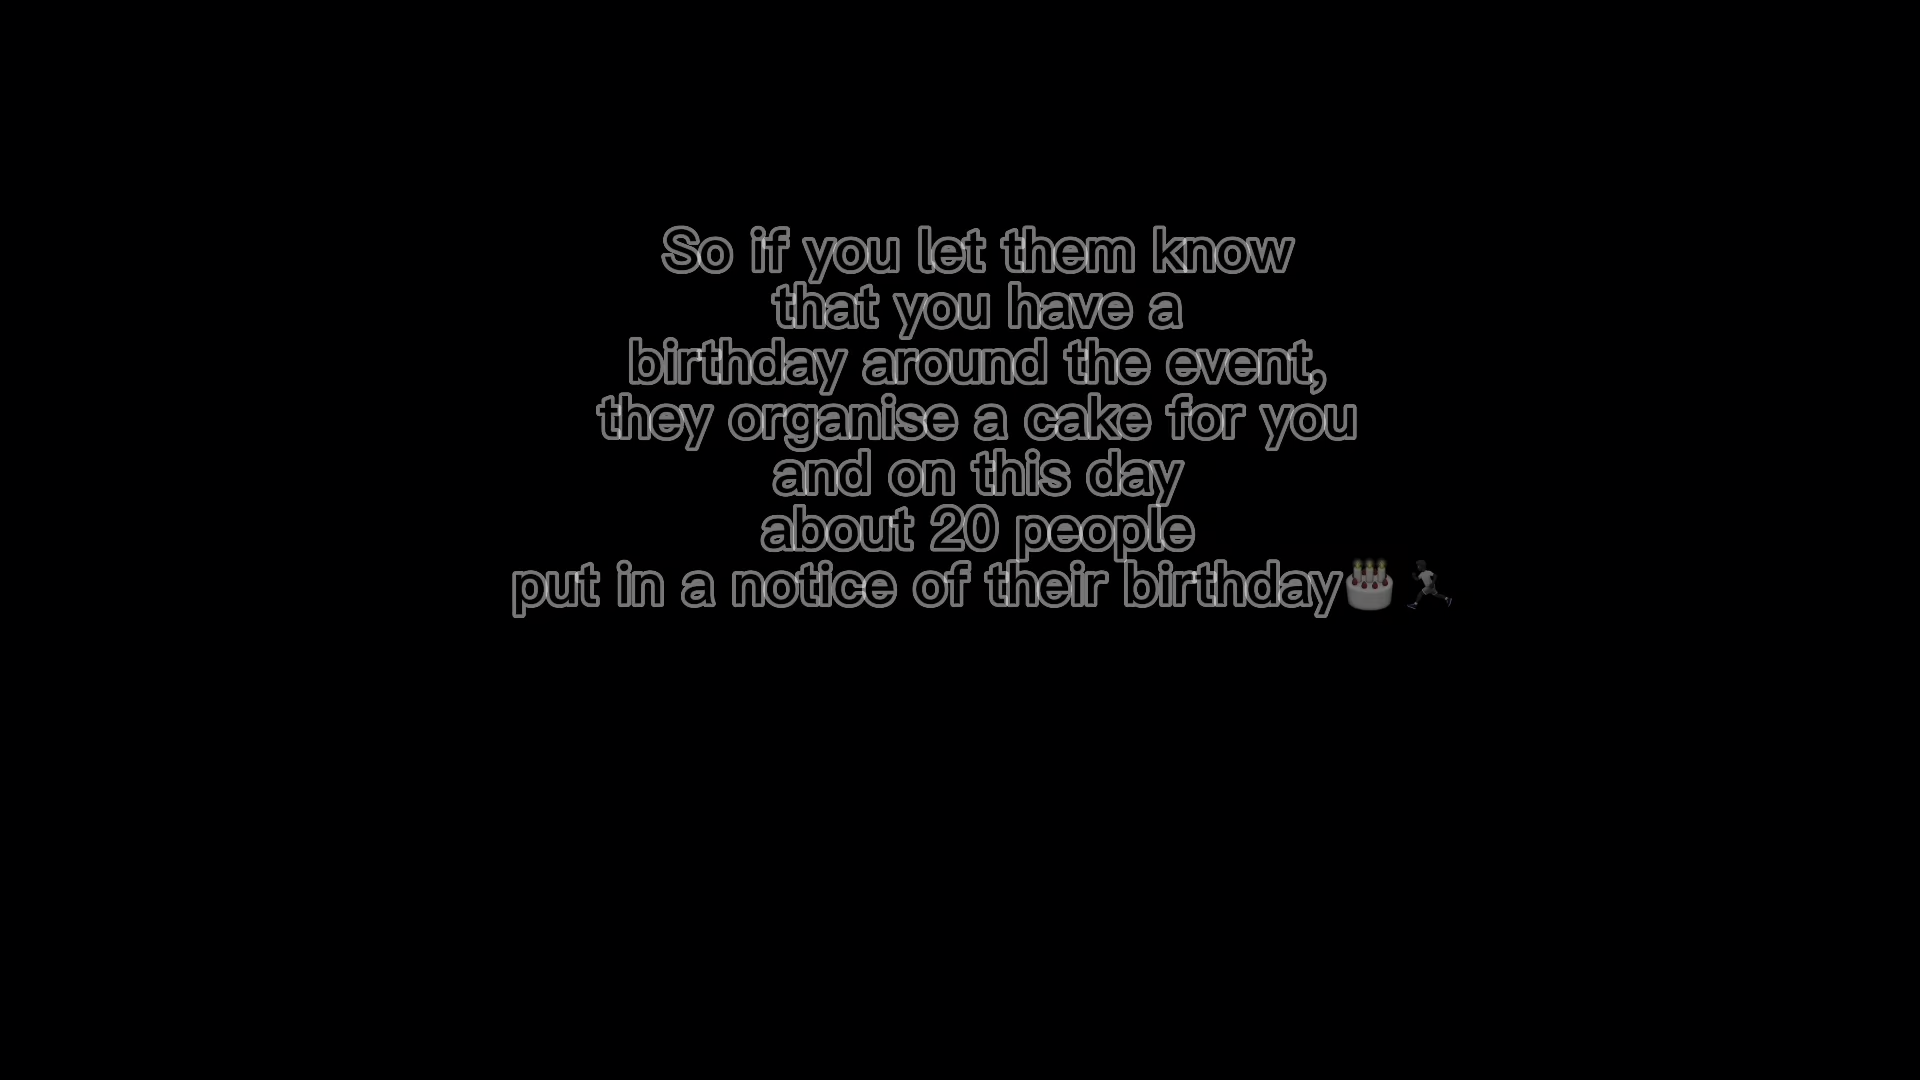 So if you let them know
that you have a
birthday around the event,
they organise a cake for you
and on this day
about 20 people
put in a notice of their birthday🎂🏃